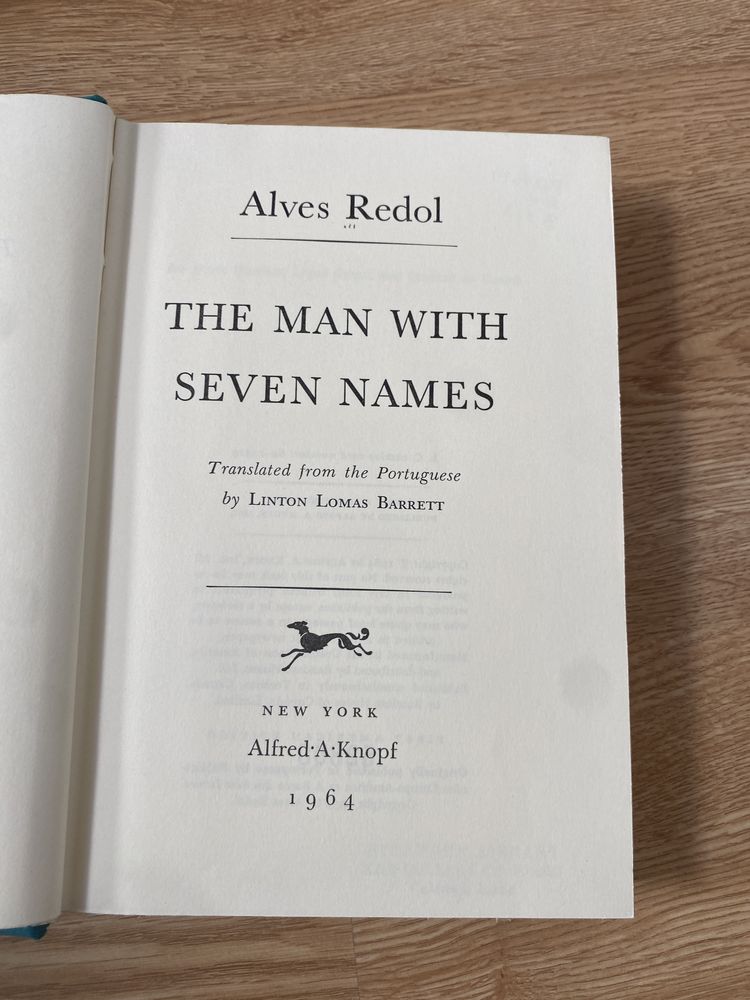 Alves Redol
THE MAN WITH
SEVEN NAMES
Translated from the Portuguese
by LINTON LOMAS BARRETT
NEW YORK
Alfred·A·Knopf
1964